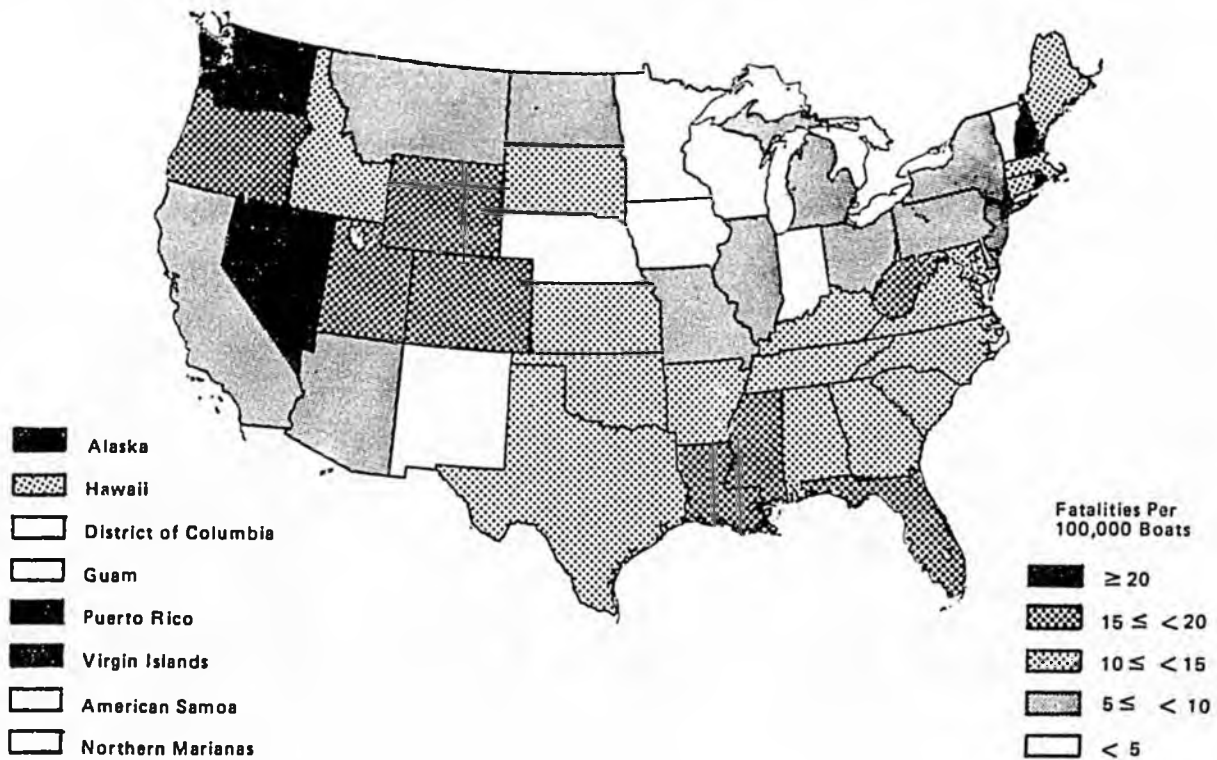 Alaska
Hawaii
District of Columbia
Guam
Puerto Rico
Virgin Islands
American Samoa
Northern Marianas
Fatalities Per
100,000 Boats
≥ 20
15 ≤ < 20
10 ≤ < 15
5 ≤ < 10
< 5